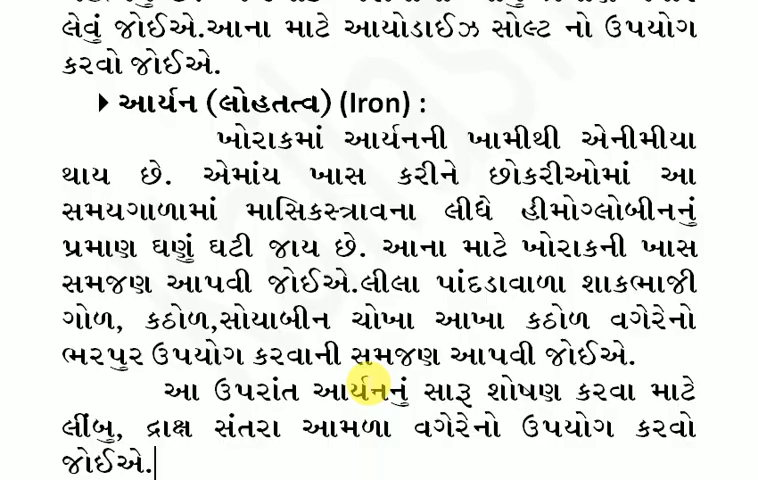 લેવું જોઈએ.આના માટે આયોડાઈઝ સોલ્ટ નો ઉપયોગ
કરવો જોઈએ.
આર્યન (લોહતત્વ) (Iron) :
ખોરાકમાં આર્યનની ખામીથી એનીમીયા
થાય છે. એમાંય ખાસ કરીને છોકરીઓમાં આ
સમયગાળામાં માસિકસ્ત્રાવના લીધે હીમોગ્લોબીનનું
પ્રમાણ ઘણું ઘટી જાય છે. આના માટે ખોરાકની ખાસ
સમજણ આપવી જોઈએ.લીલા પાંદડાવાળા શાકભાજી
ગોળ, કઠોળ,સોયાબીન ચોખા આખા કઠોળ વગેરેનો
ભરપુર ઉપયોગ કરવાની સમજણ આપવી જોઈએ.
આ ઉપરાંત આર્યનનું સારૂ શોષણ કરવા માટે
લીંબુ, દ્રાક્ષ સંતરા આમળા વગેરેનો ઉપયોગ કરવો
જોઈએ.